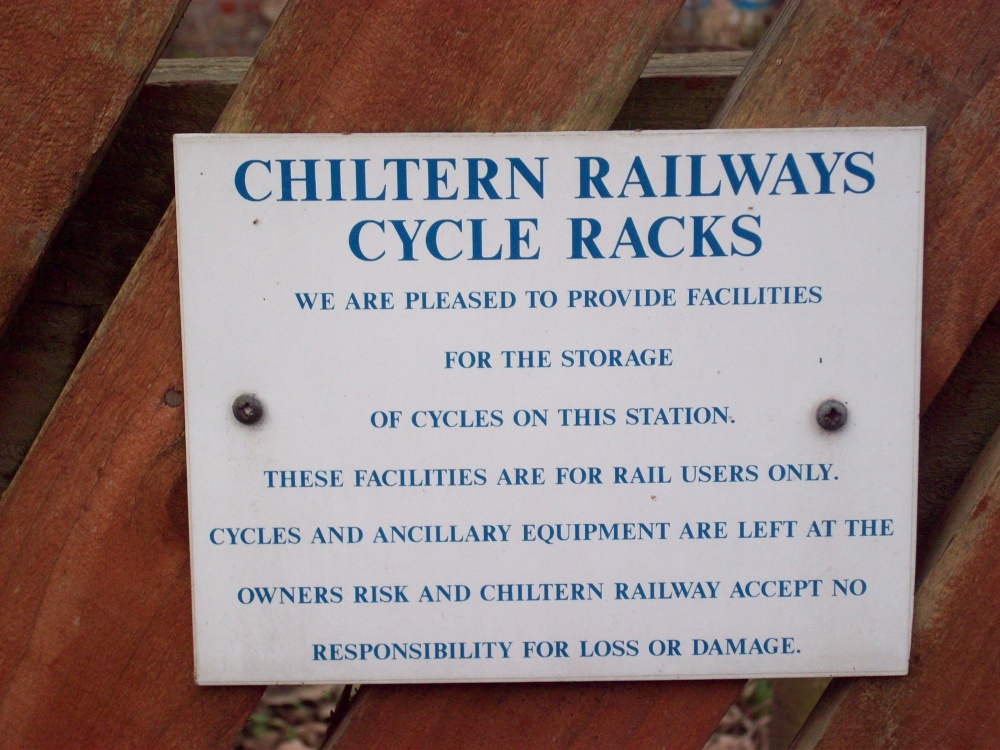 CHILTERN RAILWAYS
CYCLE RACKS
WE ARE PLEASED TO PROVIDE FACILITIES
FOR THE STORAGE
OF CYCLES ON THIS STATION.
THESE FACILITIES ARE FOR RAIL USERS ONLY.
CYCLES AND ANCILLARY EQUIPMENT ARE LEFT AT THE
OWNERS RISK AND CHILTERN RAILWAY ACCEPT NO
RESPONSIBILITY FOR LOSS OR DAMAGE.